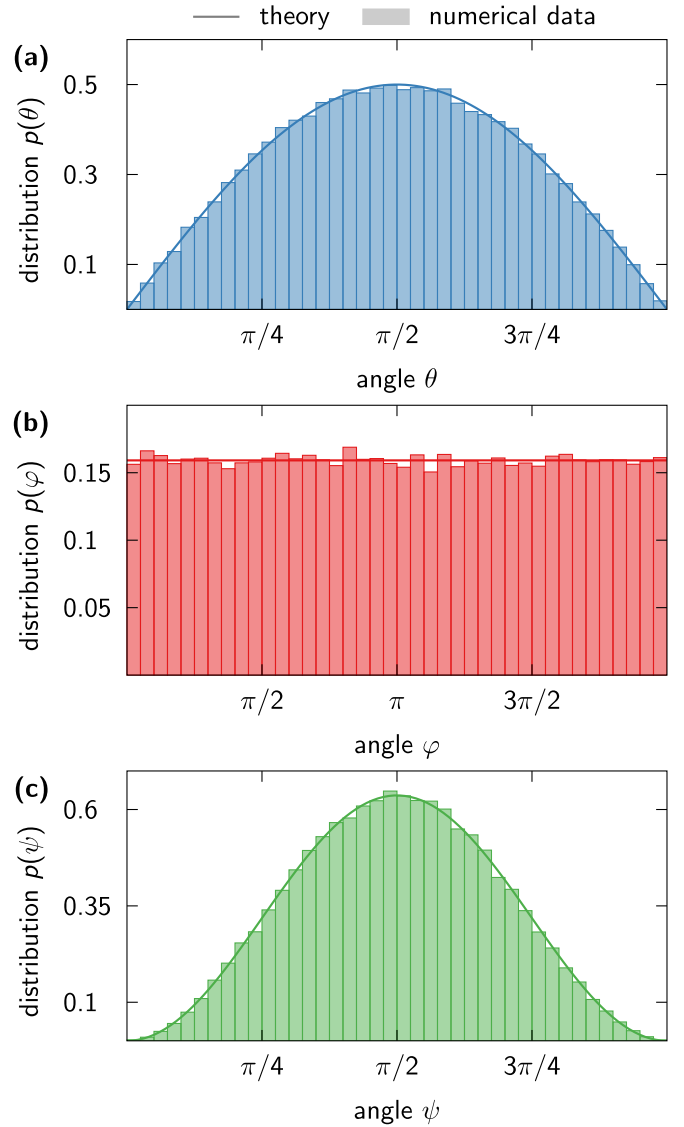 theory numerical data
(a)
distribution p(θ)
0.5
0.3
0.1
π/4 π/2 3π/4
angle θ
(b)
distribution p(φ)
0.15
0.1
0.05
π/2 π 3π/2
angle φ
(c)
distribution p(ψ)
0.6
0.35
0.1
π/4 π/2 3π/4
angle ψ